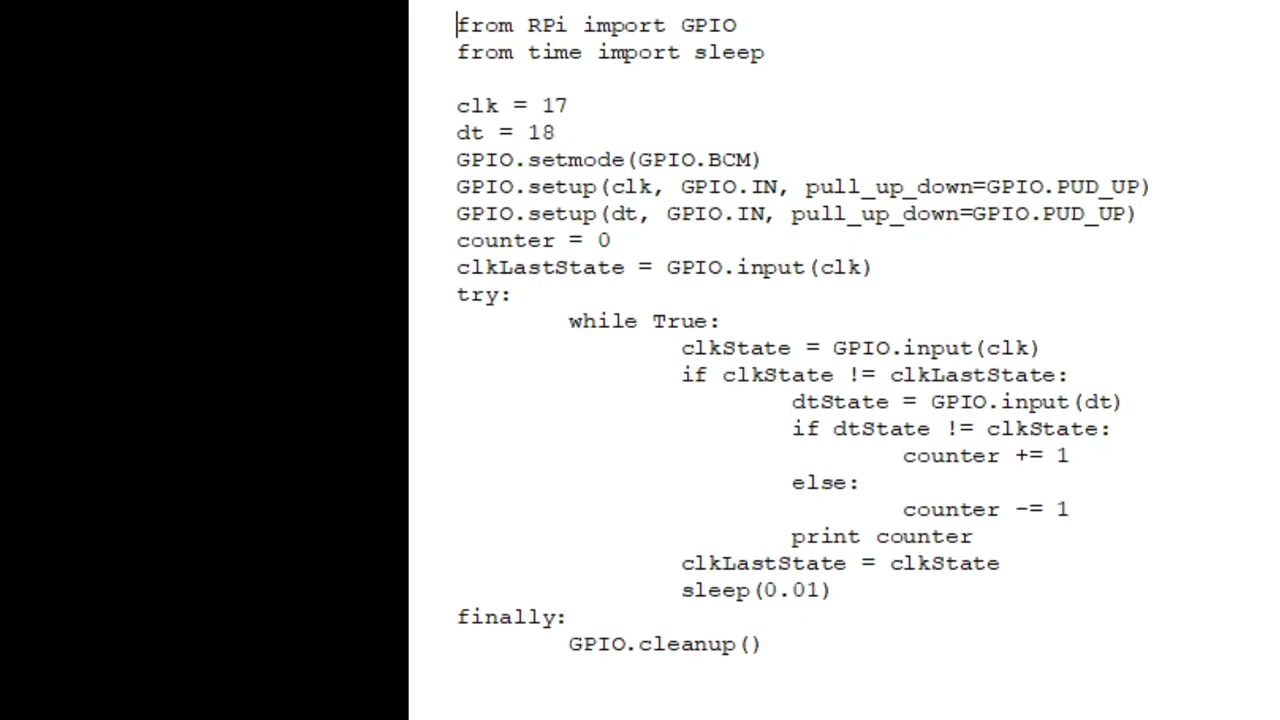 from RPi import GPIO
from time import sleep

clk = 17
dt = 18
GPIO.setmode(GPIO.BCM)
GPIO.setup(clk, GPIO.IN, pull_up_down=GPIO.PUD_UP)
GPIO.setup(dt, GPIO.IN, pull_up_down=GPIO.PUD_UP)
counter = 0
clkLastState = GPIO.input(clk)
try:
        while True:
                clkState = GPIO.input(clk)
                if clkState != clkLastState:
                        dtState = GPIO.input(dt)
                        if dtState != clkState:
                                counter += 1
                        else:
                                counter -= 1
                        print counter
                clkLastState = clkState
                sleep(0.01)
finally:
        GPIO.cleanup()